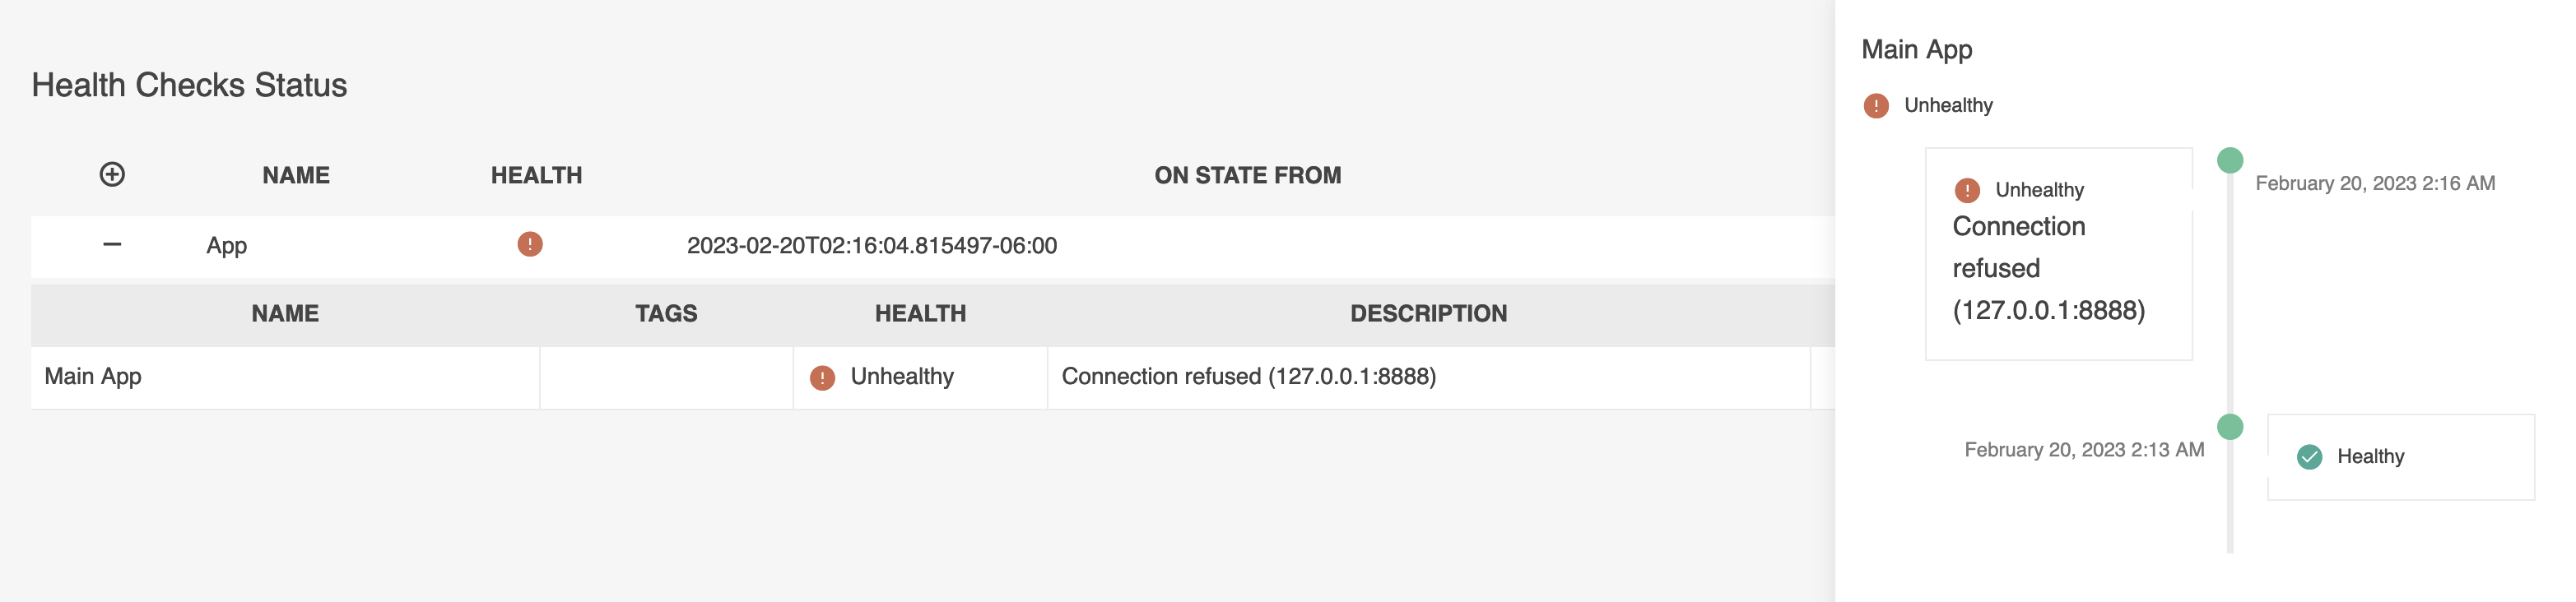 Health Checks Status
NAME HEALTH ON STATE FROM
App 2023-02-20T02:16:04.815497-06:00
NAME TAGS HEALTH DESCRIPTION
Main App Unhealthy Connection refused (127.0.0.1:8888)
Main App
Unhealthy
Unhealthy
Connection
refused
(127.0.0.1:8888)
February 20, 2023 2:16 AM
February 20, 2023 2:13 AM
Healthy